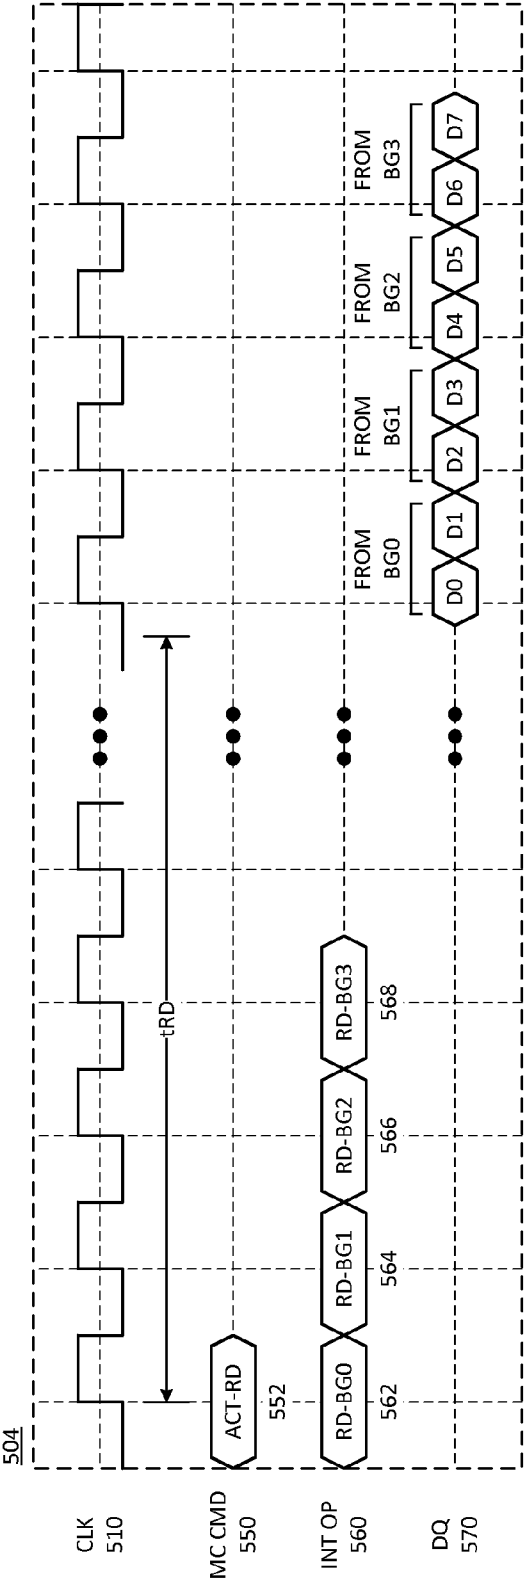 504
CLK
510
tRD
MC CMD
550
ACT-RD
552
INT OP
560
RD-BG0
RD-BG1
RD-BG2
RD-BG3
562
564
566
568
FROM
BG0
FROM
BG1
FROM
BG2
FROM
BG3
DQ
570
D0
D1
D2
D3
D4
D5
D6
D7